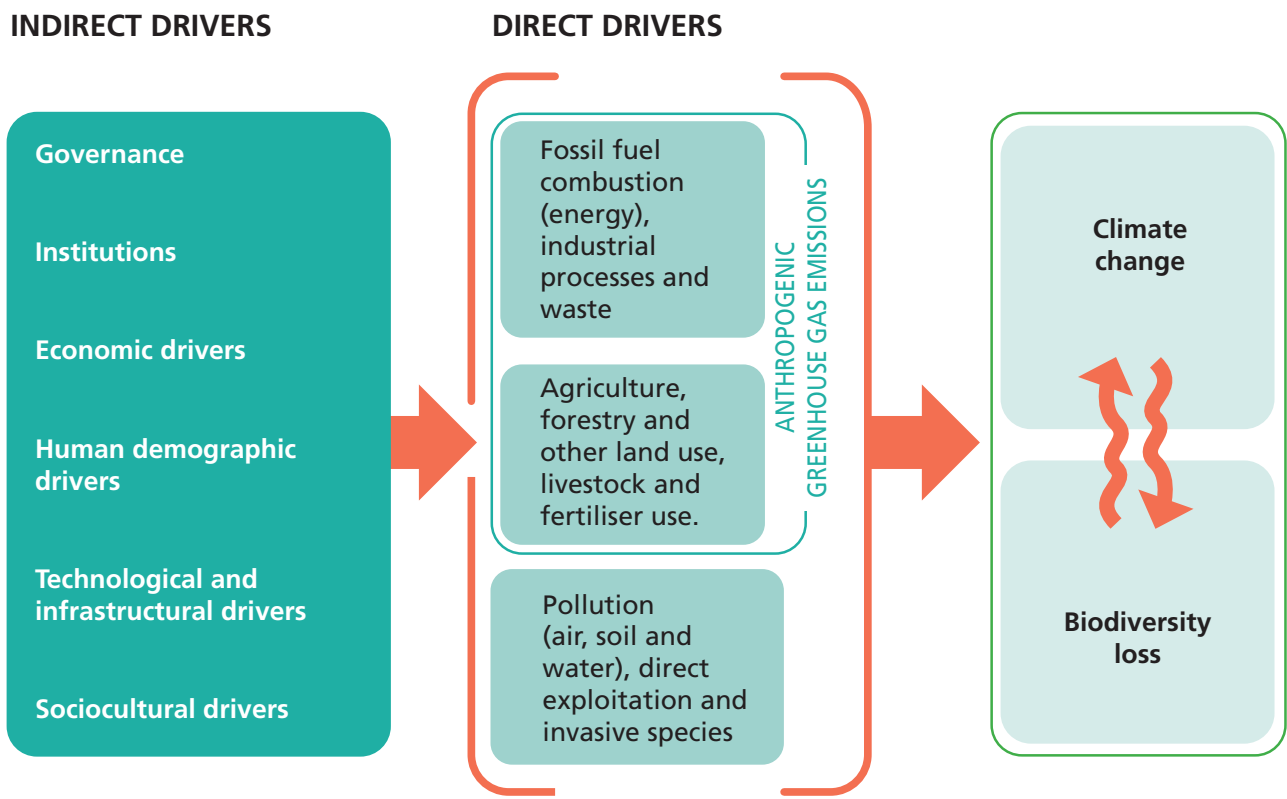 INDIRECT DRIVERS
Governance
Institutions
Economic drivers
Human demographic
drivers
Technological and
infrastructural drivers
Sociocultural drivers
DIRECT DRIVERS
Fossil fuel
combustion
(energy),
industrial
processes and
waste
Agriculture,
forestry and
other land use,
livestock and
fertiliser use.
ANTHROPOGENIC
GREENHOUSE GAS EMISSIONS
Pollution
(air, soil and
water), direct
exploitation and
invasive species
Climate
change
Biodiversity
loss